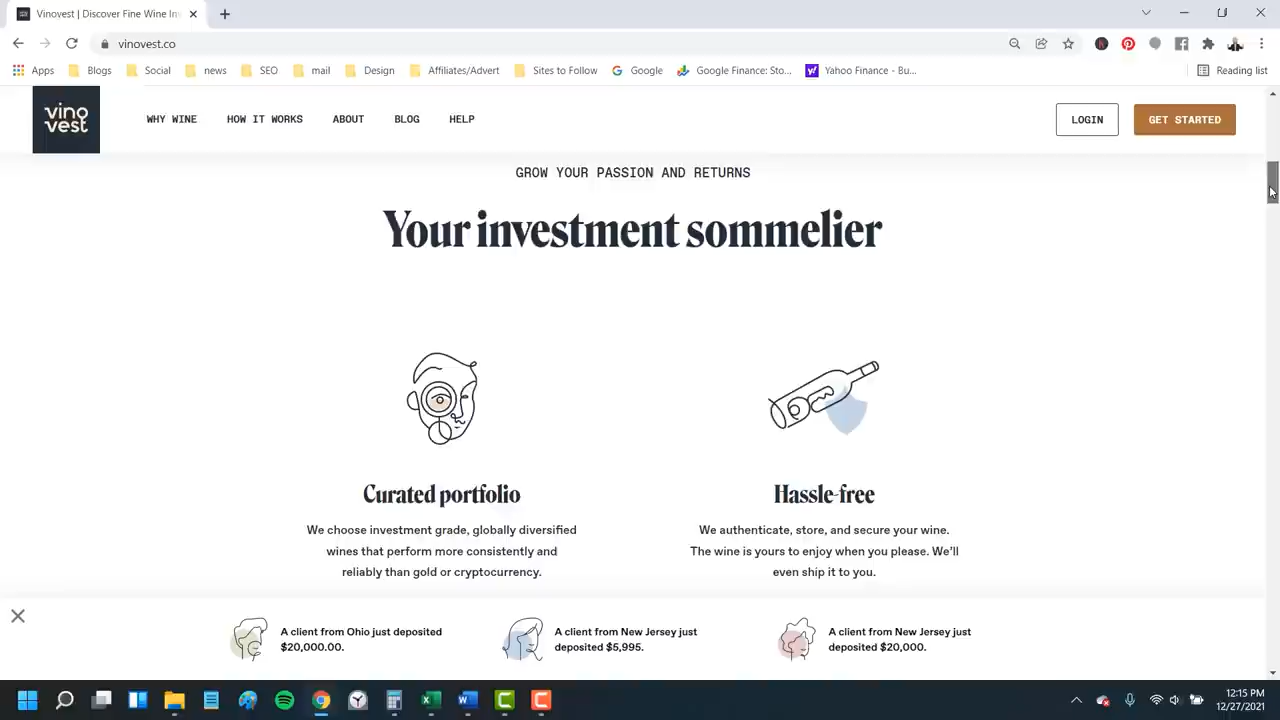 Vinovest | Discover Fine Wine In
vinovest.co
Apps Blogs Social news SEO mail Design Affiliates/Advert Sites to Follow Google Google Finance: Sto... Yahoo Finance - Bu... Reading list
vino
vest
WHY WINE HOW IT WORKS ABOUT BLOG HELP LOGIN GET STARTED
GROW YOUR PASSION AND RETURNS
Your investment sommelier
Curated portfolio
We choose investment grade, globally diversified
wines that perform more consistently and
reliably than gold or cryptocurrency.
Hassle-free
We authenticate, store, and secure your wine.
The wine is yours to enjoy when you please. We'll
even ship it to you.
A client from Ohio just deposited
$20,000.00.
A client from New Jersey just
deposited $5,995.
A client from New Jersey just
deposited $20,000.
12:15 PM
12/27/2021